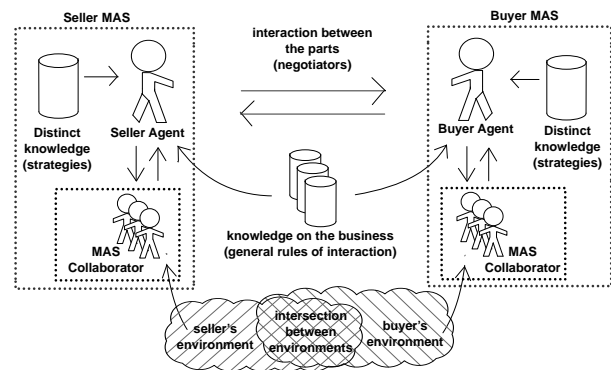 Seller MAS
Buyer MAS
interaction between
the parts
(negotiators)
Distinct
knowledge
(strategies)
Seller Agent
Buyer Agent
Distinct
knowledge
(strategies)
MAS
Collaborator
knowledge on the business
(general rules of interaction)
MAS
Collaborator
seller's
environment
intersection
between
environments
buyer's
environment